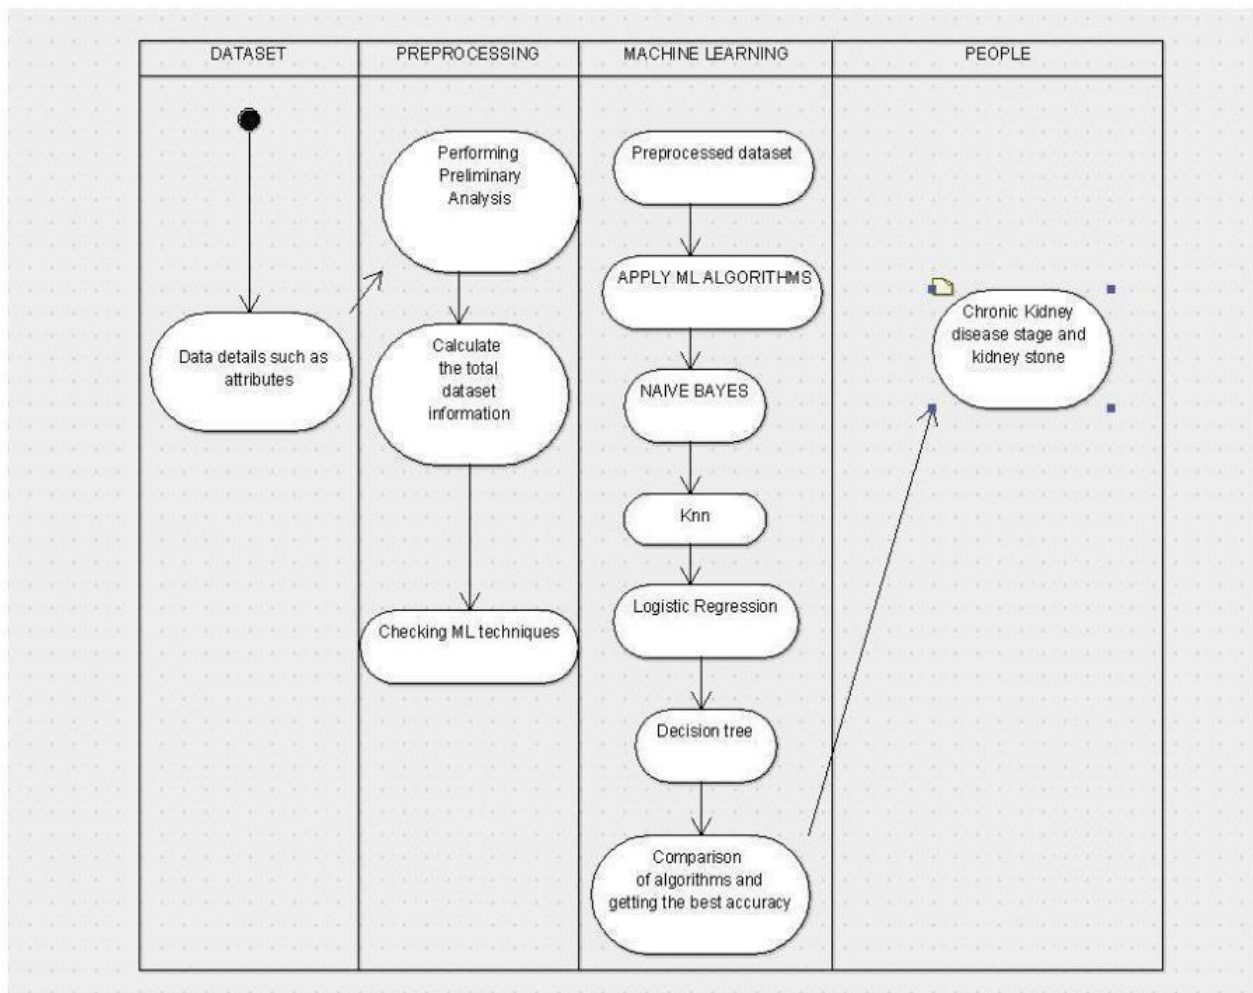 DATASET
PREPROCESSING
MACHINE LEARNING
PEOPLE
Data details such as
attributes
Performing
Preliminary
Analysis
Calculate
the total
dataset
information
Checking ML techniques
Preprocessed dataset
APPLY ML ALGORITHMS
NAIVE BAYES
Knn
Logistic Regression
Decision tree
Comparison
of algorithms and
getting the best accuracy
Chronic Kidney
disease stage and
kidney stone